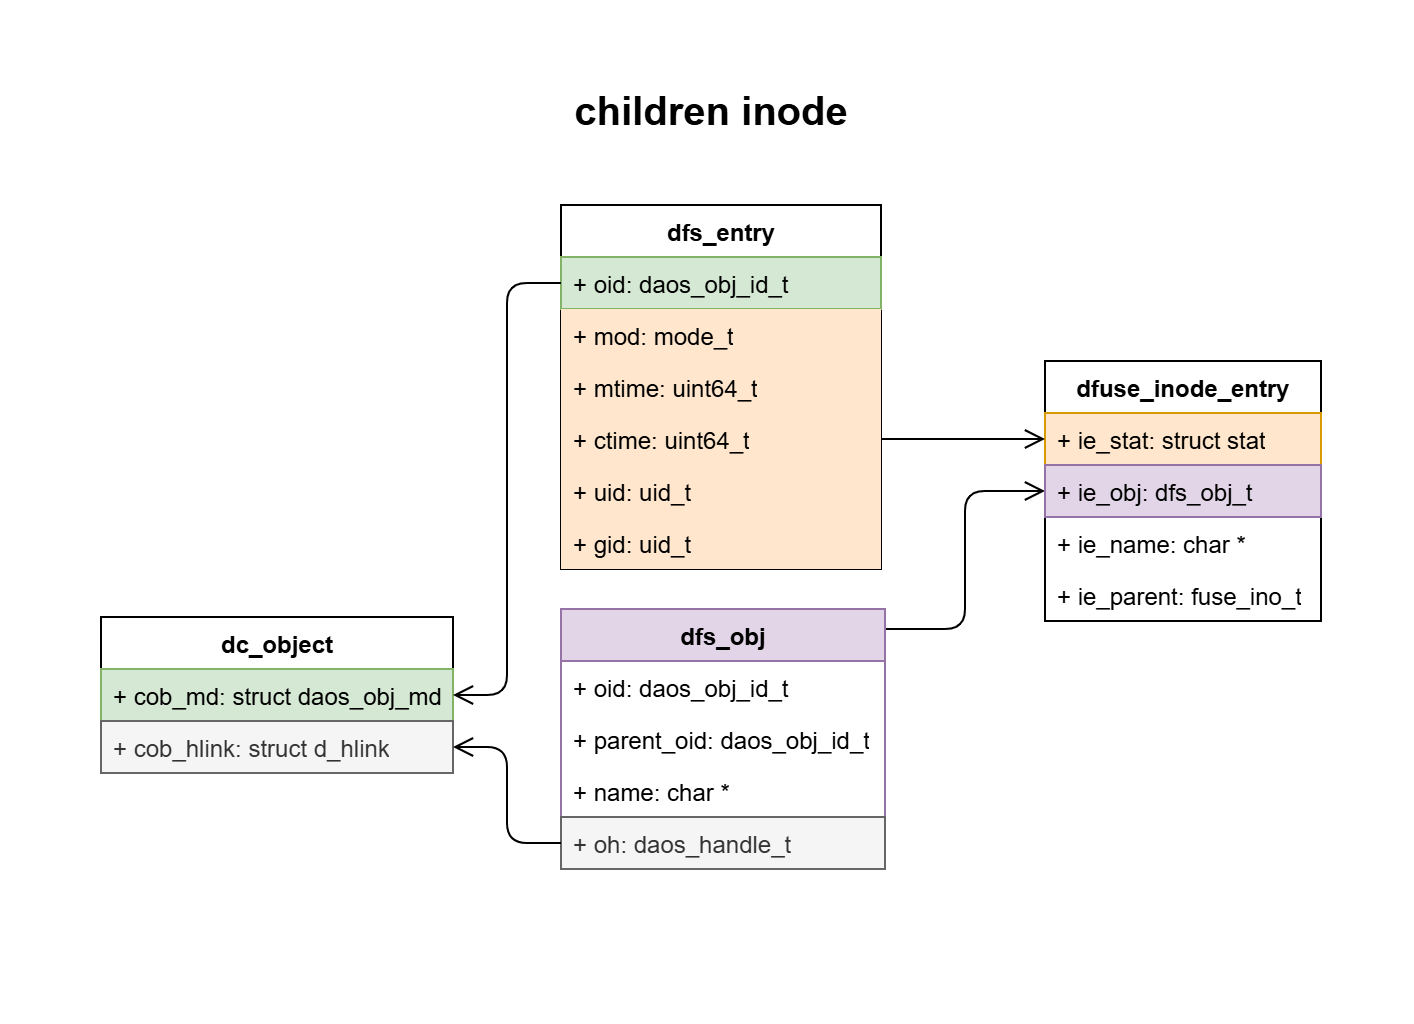 children inode
dfs_entry
+ oid: daos_obj_id_t
+ mod: mode_t
+ mtime: uint64_t
+ ctime: uint64_t
+ uid: uid_t
+ gid: uid_t
dfuse_inode_entry
+ ie_stat: struct stat
+ ie_obj: dfs_obj_t
+ ie_name: char *
+ ie_parent: fuse_ino_t
dc_object
+ cob_md: struct daos_obj_md
+ cob_hlink: struct d_hlink
dfs_obj
+ oid: daos_obj_id_t
+ parent_oid: daos_obj_id_t
+ name: char *
+ oh: daos_handle_t